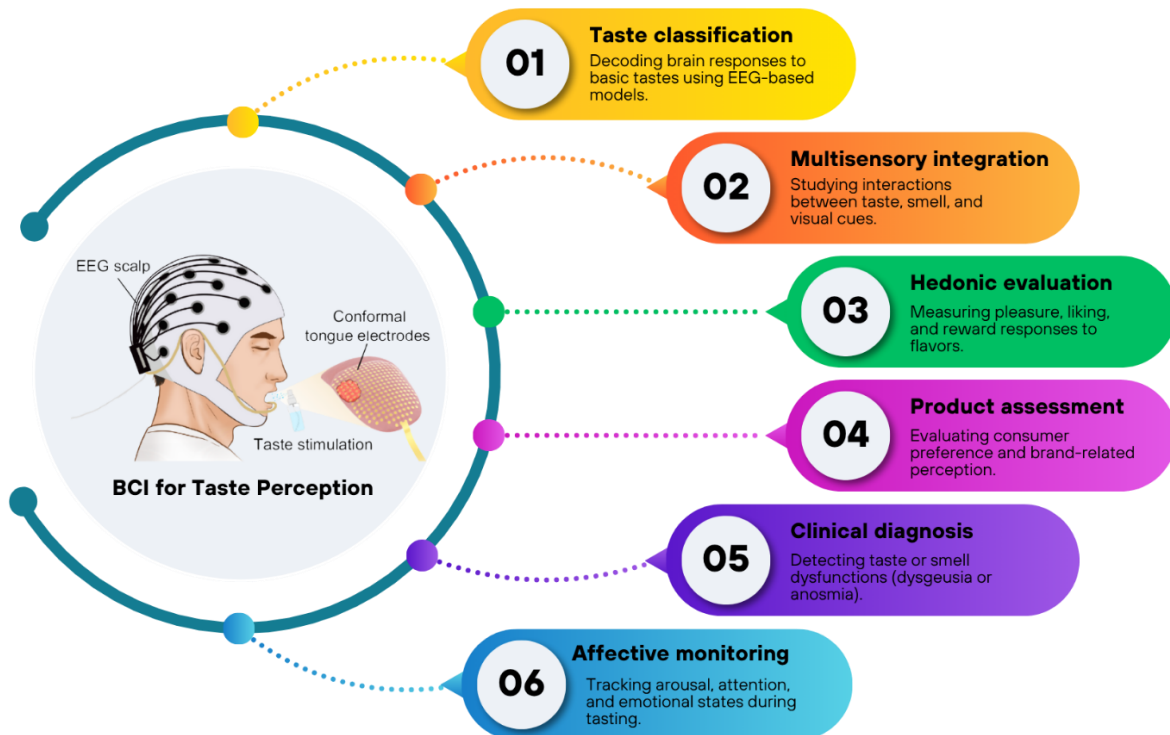 01
Taste classification
Decoding brain responses to
basic tastes using EEG-based
models.
02
Multisensory integration
Studying interactions
between taste, smell, and
visual cues.
EEG scalp
Conformal
tongue electrodes
Taste stimulation
BCI for Taste Perception
03
Hedonic evaluation
Measuring pleasure, liking,
and reward responses to
flavors.
04
Product assessment
Evaluating consumer
preference and brand-related
perception.
05
Clinical diagnosis
Detecting taste or smell
dysfunctions (dysgeusia or
anosmia).
06
Affective monitoring
Tracking arousal, attention,
and emotional states during
tasting.